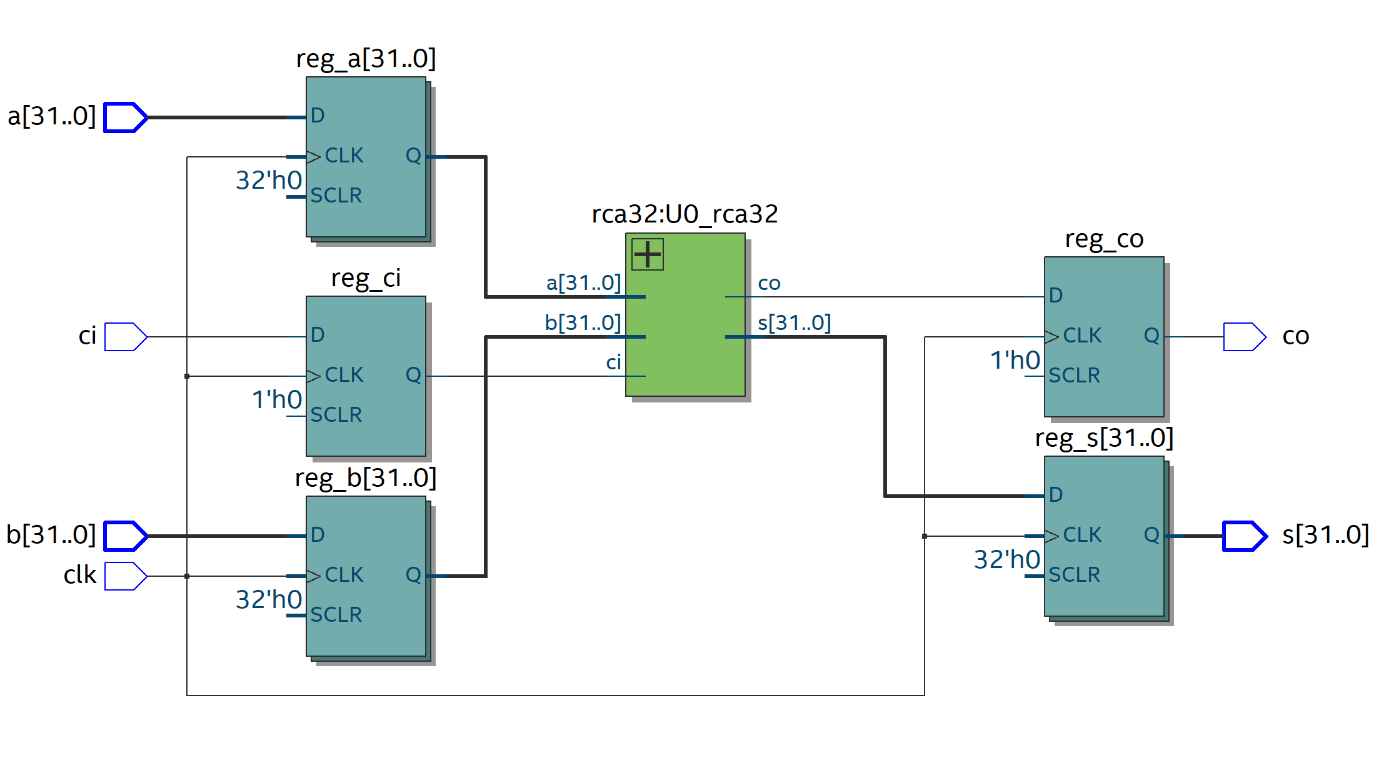 reg_a[31..0]
a[31..0]
D
CLK
Q
32'h0
SCLR
rca32:U0_rca32
a[31..0]
co
b[31..0]
s[31..0]
ci
reg_ci
ci
D
CLK
Q
1'h0
SCLR
reg_co
D
CLK
Q
co
1'h0
SCLR
reg_b[31..0]
b[31..0]
D
clk
CLK
Q
32'h0
SCLR
reg_s[31..0]
D
CLK
Q
s[31..0]
32'h0
SCLR